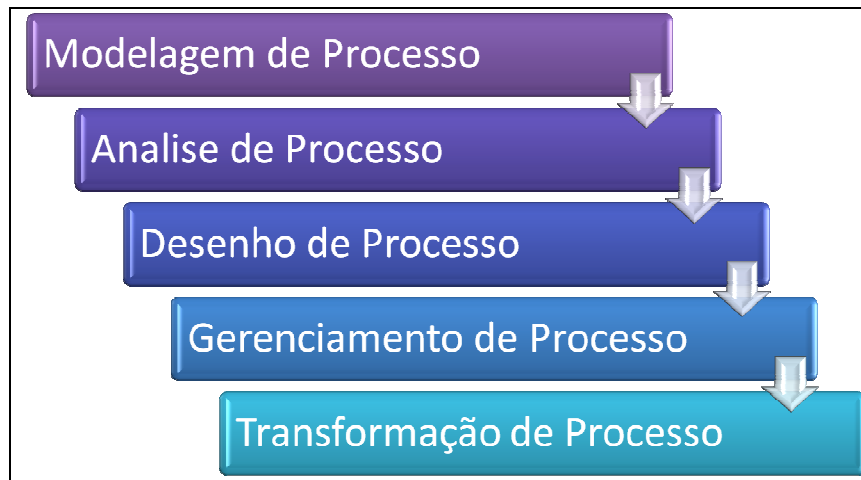 Modelagem de Processo
Analise de Processo
Desenho de Processo
Gerenciamento de Processo
Transformação de Processo